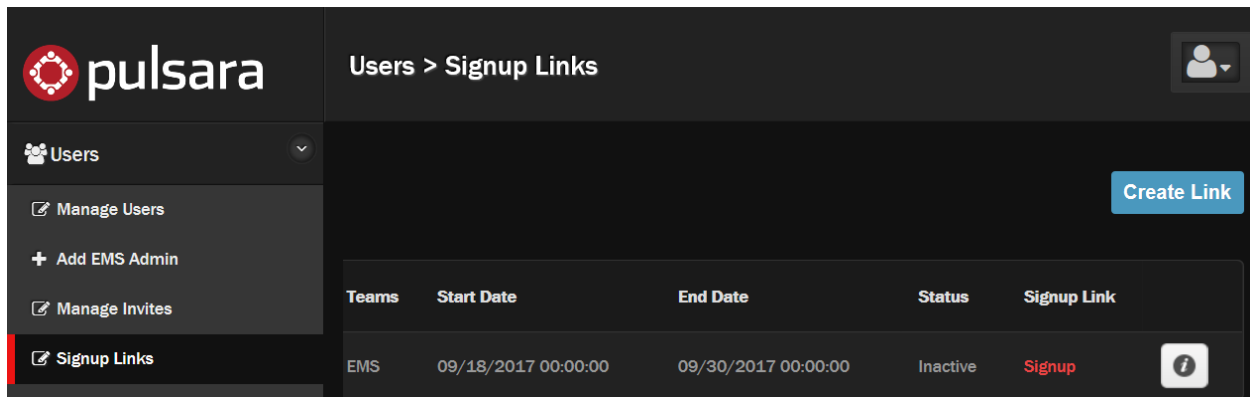 pulsara
Users > Signup Links
Users
Manage Users
Add EMS Admin
Manage Invites
Signup Links
Create Link
Teams Start Date End Date Status Signup Link
EMS 09/18/2017 00:00:00 09/30/2017 00:00:00 Inactive Signup